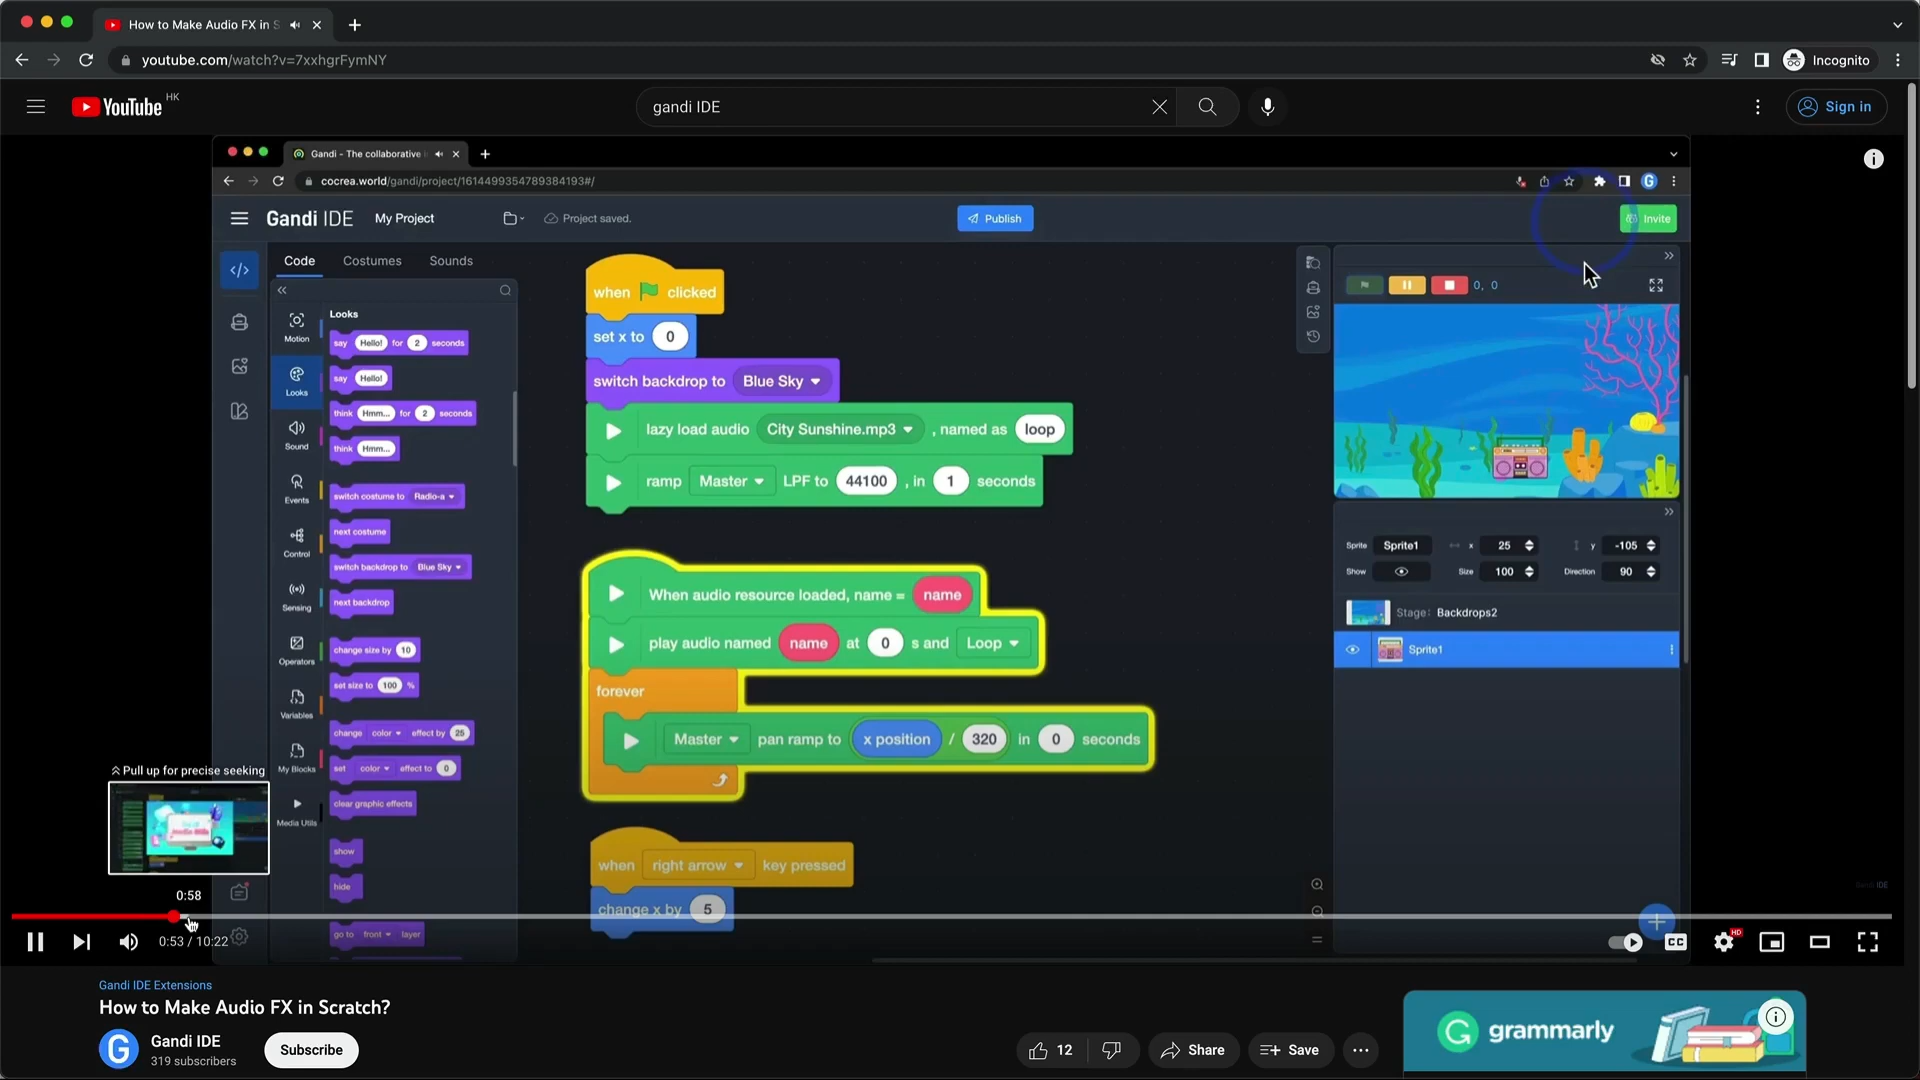 How to Make Audio FX in S
youtube.com/watch?v=7xxhgrFymNY
Incognito
YouTube HK
gandi IDE
Sign in
Gandi - The collaborative
cocrea.world/gandi/project/1614499354789384193#/
G
Gandi IDE
My Project
Project saved.
Publish
Invite
Code
Costumes
Sounds
Motion
Looks
Sound
Events
Control
Sensing
Operators
Variables
My Blocks
Media Utils
Looks
say Hello! for 2 seconds
say Hello!
think Hmm... for 2 seconds
think Hmm...
switch costume to Radio-a
next costume
switch backdrop to Blue Sky
next backdrop
change size by 10
set size to 100 %
change color effect by 25
set color effect to 0
clear graphic effects
show
hide
go to front layer
when clicked
set x to 0
switch backdrop to Blue Sky
lazy load audio City Sunshine.mp3 , named as loop
ramp Master LPF to 44100 , in 1 seconds
When audio resource loaded, name = name
play audio named name at 0 s and Loop
forever
Master pan ramp to x position / 320 in 0 seconds
when right arrow key pressed
change x by 5
0, 0
Sprite Sprite1 x 25 y -105
Show Size 100 Direction 90
Stage: Backdrops2
Sprite1
Pull up for precise seeking
0:58
Gandi IDE
0:53 / 10:22
CC
HD
Gandi IDE Extensions
How to Make Audio FX in Scratch?
G
Gandi IDE
319 subscribers
Subscribe
12
Share
Save
grammarly